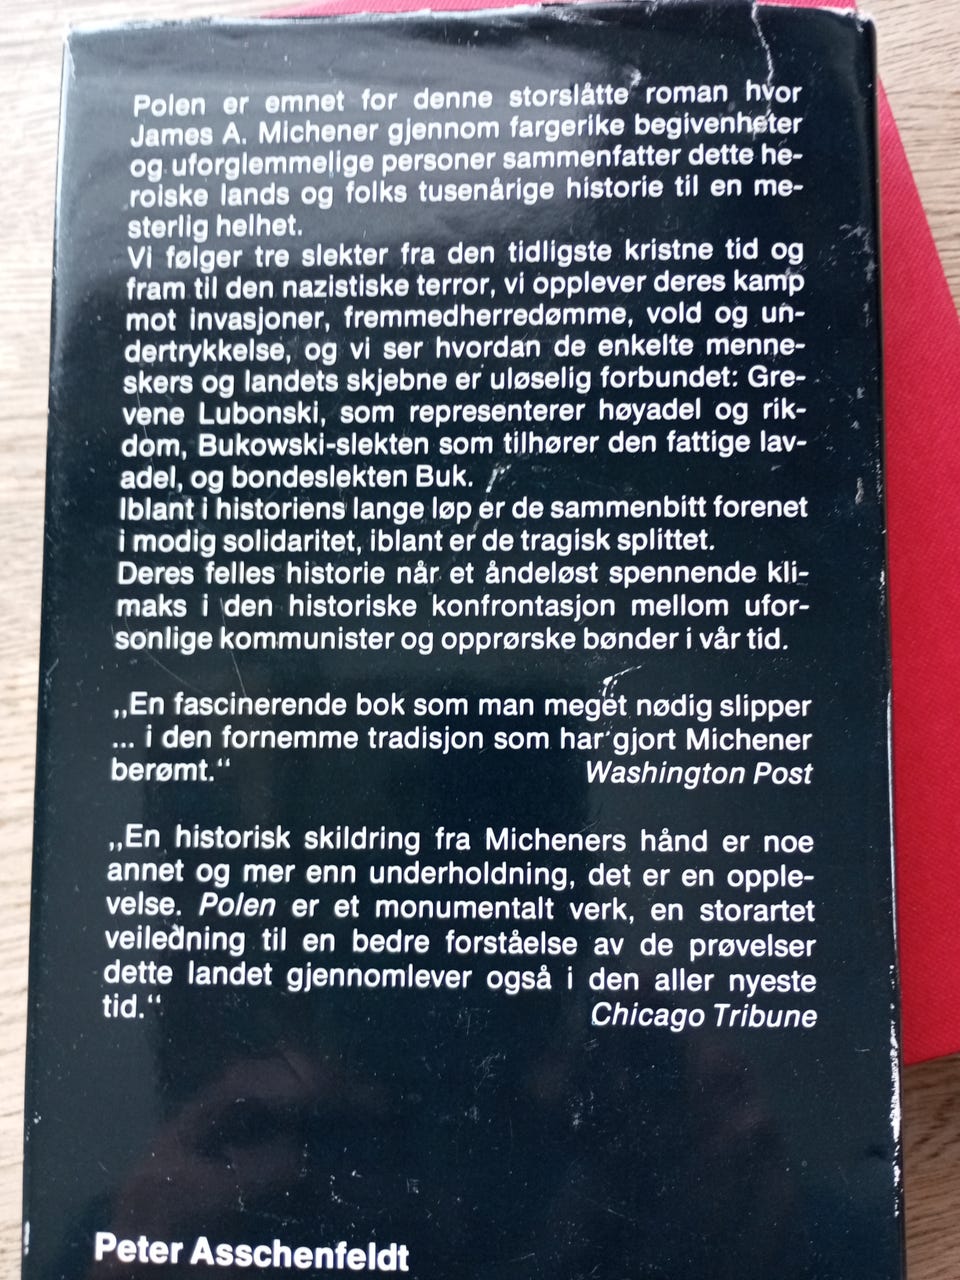 Polen er emnet for denne storslåtte roman hvor
James A. Michener gjennom fargerike begivenheter
og uforglemmelige personer sammenfatter dette he-
roiske lands og folks tusenårige historie til en me-
sterlig helhet.
Vi følger tre slekter fra den tidligste kristne tid og
fram til den nazistiske terror, vi opplever deres kamp
mot invasjoner, fremmedherredømme, vold og un-
dertrykkelse, og vi ser hvordan de enkelte menne-
skers og landets skjebne er uløselig forbundet: Gre-
vene Lubonski, som representerer høyadel og rik-
dom, Bukowski-slekten som tilhører den fattige lav-
adel, og bondeslekten Buk.
Iblant i historiens lange løp er de sammenbitt forenet
i modig solidaritet, iblant er de tragisk splittet.
Deres felles historie når et åndeløst spennende kli-
maks i den historiske konfrontasjon mellom ufor-
sonlige kommunister og opprørske bønder i vår tid.
„En fascinerende bok som man meget nødig slipper
... i den fornemme tradisjon som har gjort Michener
berømt.“ Washington Post
„En historisk skildring fra Micheners hånd er noe
annet og mer enn underholdning, det er en opple-
velse. Polen er et monumentalt verk, en storartet
veiledning til en bedre forståelse av de prøvelser
dette landet gjennomlever også i den aller nyeste
tid.“ Chicago Tribune
Peter Asschenfeldt